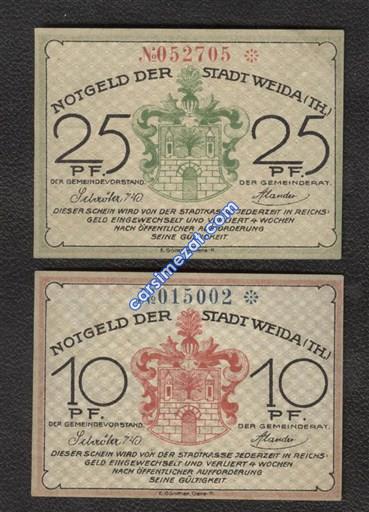 №052705 ※
NOTGELD DER STADT WEIDA (TH.)
25 PF. 25 PF.
DER GEMEINDEVORSTAND. DER GEMEINDERAT.
DIESER SCHEIN WIRD VON DER STADTKASSE JEDERZEIT IN REICHS-
GELD EINGEWECHSELT UND VERLIERT 4 WOCHEN
NACH ÖFFENTLICHER AUFFORDERUNG
SEINE GÜLTIGKEIT.
carsimezat.com
№015002 ※
NOTGELD DER STADT WEIDA (TH.)
10 PF. 10 PF.
DER GEMEINDEVORSTAND. DER GEMEINDERAT.
DIESER SCHEIN WIRD VON DER STADTKASSE JEDERZEIT IN REICHS-
GELD EINGEWECHSELT UND VERLIERT 4 WOCHEN
NACH ÖFFENTLICHER AUFFORDERUNG
SEINE GÜLTIGKEIT.